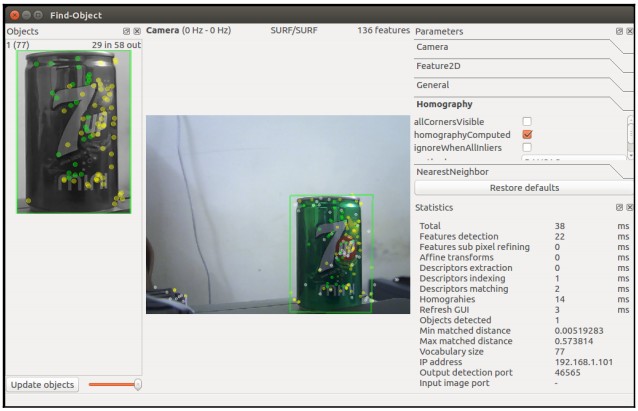 Find-Object
Objects
1 (77) 29 in 58 out
Update objects
Camera (0 Hz - 0 Hz) SURF/SURF 136 features
7
7
Parameters
Camera
Feature2D
General
Homography
allCornersVisible
homographyComputed
ignoreWhenAllInliers
NearestNeighbor
Restore defaults
Statistics
Total 38 ms
Features detection 22 ms
Features sub pixel refining 0 ms
Affine transforms 0 ms
Descriptors extraction 0 ms
Descriptors indexing 1 ms
Descriptors matching 2 ms
Homograhies 14 ms
Refresh GUI 3 ms
Objects detected 1
Min matched distance 0.00519283
Max matched distance 0.573814
Vocabulary size 77
IP address 192.168.1.101
Output detection port 46565
Input image port -